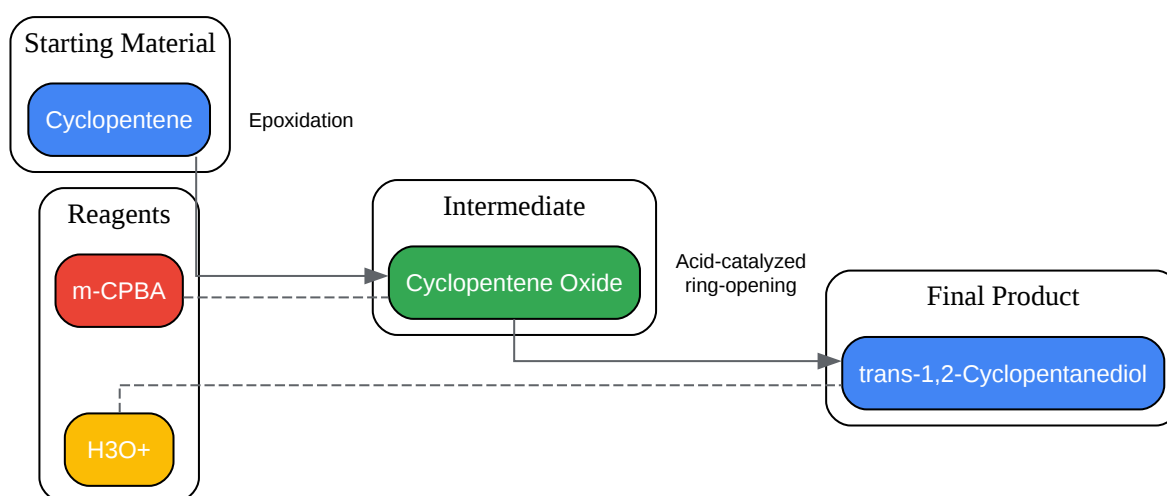 Starting Material
Cyclopentene
Epoxidation
Reagents
m-CPBA
H3O+
Intermediate
Cyclopentene Oxide
Acid-catalyzed
ring-opening
Final Product
trans-1,2-Cyclopentanediol